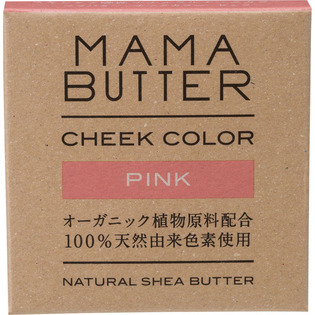 MAMA
BUTTER
CHEEK COLOR
PINK
オーガニック植物原料配合
100%天然由来色素使用
NATURAL SHEA BUTTER